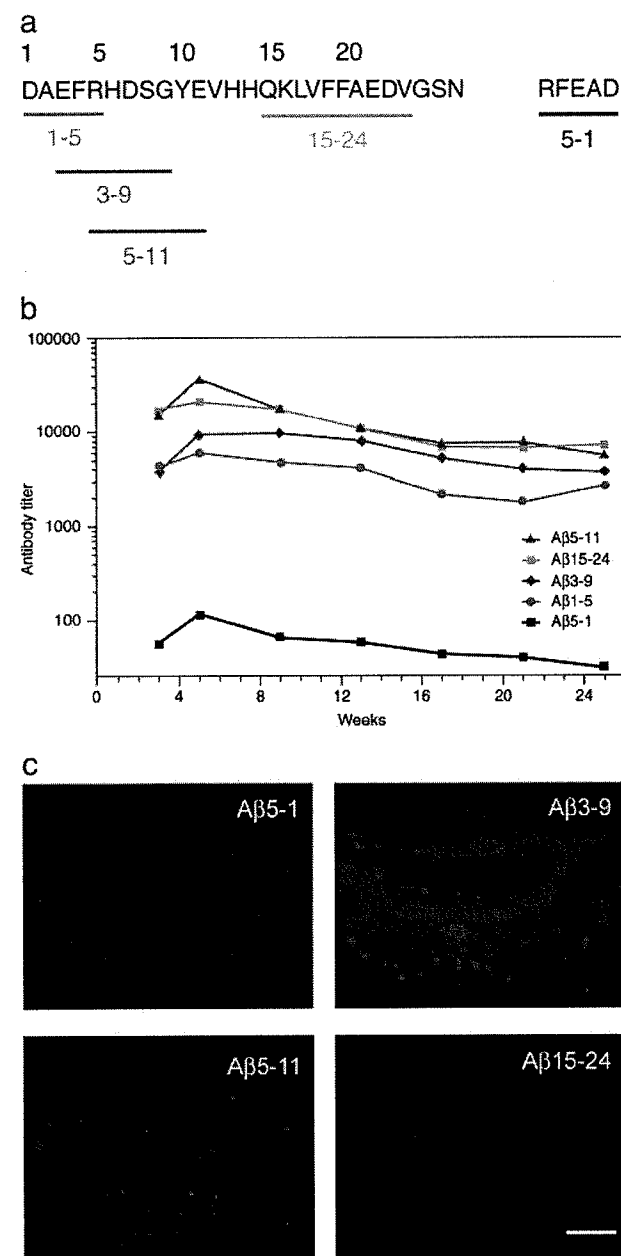 a
1 5 10 15 20
DAEFRHDSGYEVHHQKLVFFAEDVGSN RFEAD
1-5 15-24 5-1
3-9
5-11
b
100000
10000
1000
100
Antibody titer
Aβ5-11
Aβ15-24
Aβ3-9
Aβ1-5
Aβ5-1
0 4 8 12 16 20 24
Weeks
c
Aβ5-1 Aβ3-9
Aβ5-11 Aβ15-24